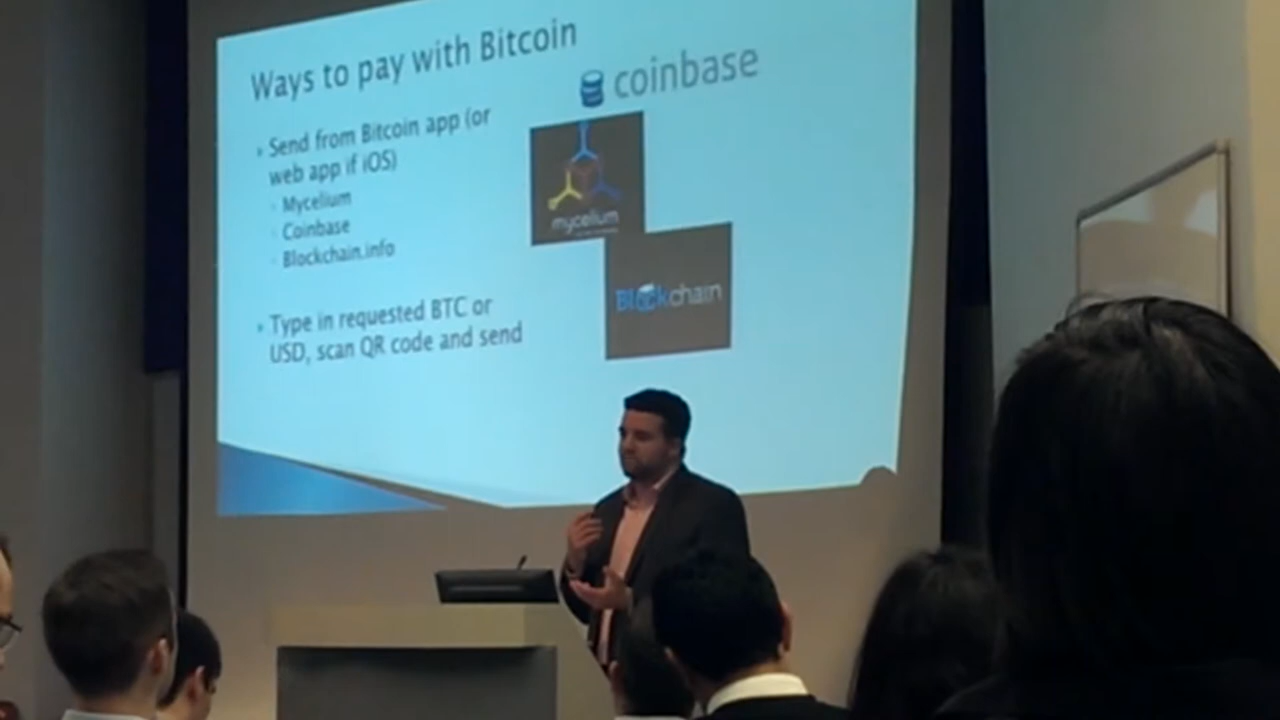 Ways to pay with Bitcoin
coinbase
Send from Bitcoin app (or
web app if iOS)
Mycelium
Coinbase
Blockchain.info
mycelium
Blockchain
Type in requested BTC or
USD, scan QR code and send